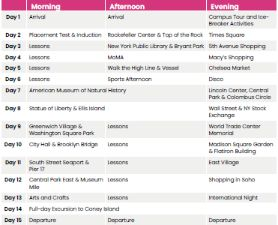 Morning Afternoon Evening
Day 1 Arrival Arrival Campus Tour and Ice-
Breaker Activities
Day 2 Placement Test & Induction Rockefeller Center & Top of the Rock Times Square
Day 3 Lessons New York Public Library & Bryant Park 5th Avenue Shopping
Day 4 Lessons MoMA Macy's Shopping
Day 5 Lessons Walk the High Line & Vessel Chelsea Market
Day 6 Lessons Sports Afternoon Disco
Day 7 American Museum of Natural History Lincoln Center, Central
Park & Columbus Circle
Day 8 Statue of Liberty & Ellis Island Wall Street & NY Stock
Exchange
Day 9 Greenwich Village &
Washington Square Park Lessons World Trade Center
Memorial
Day 10 City Hall & Brooklyn Bridge Lessons Madison Square Garden
& Flatiron Building
Day 11 South Street Seaport &
Pier 17 Lessons East Village
Day 12 Central Park East & Museum
Mile Lessons Shopping in Soho
Day 13 Arts and Crafts Lessons International Night
Day 14 Full-day Excursion to Coney Island
Day 15 Departure Departure Departure